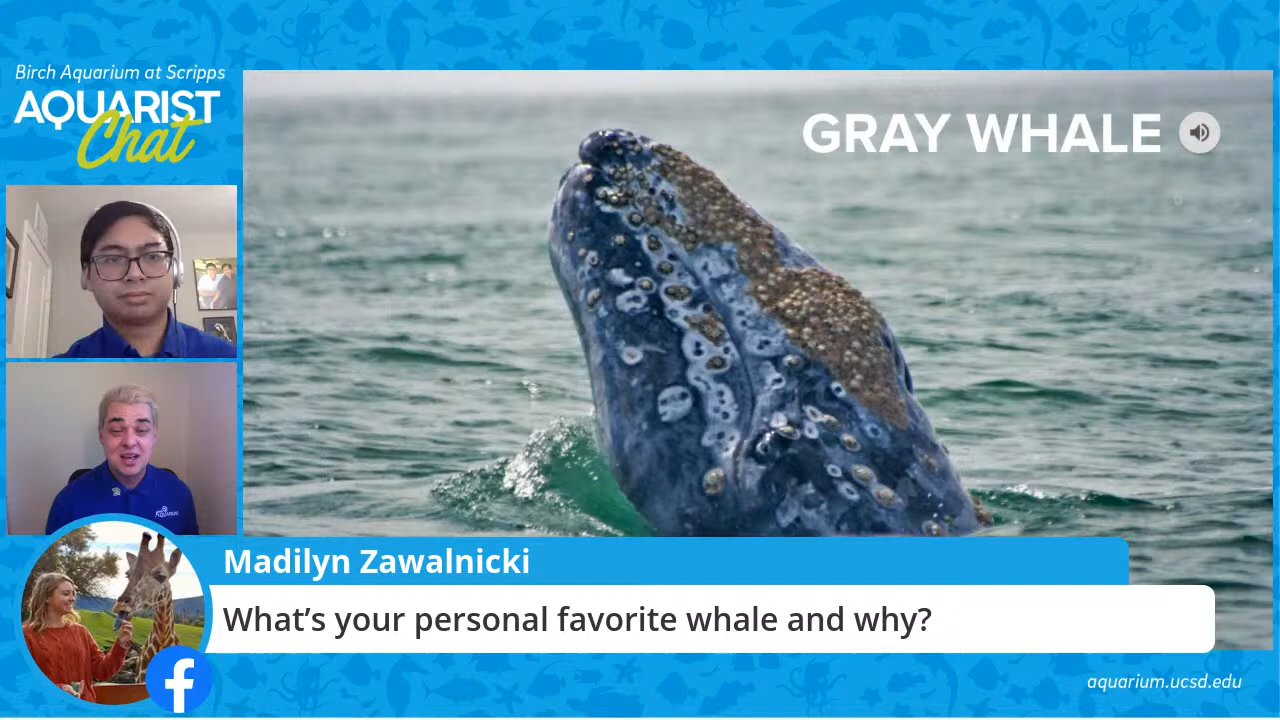 Birch Aquarium at Scripps
AQUARIST
Chat
GRAY WHALE
AQUARIUM
Madilyn Zawalnicki
What's your personal favorite whale and why?
aquarium.ucsd.edu